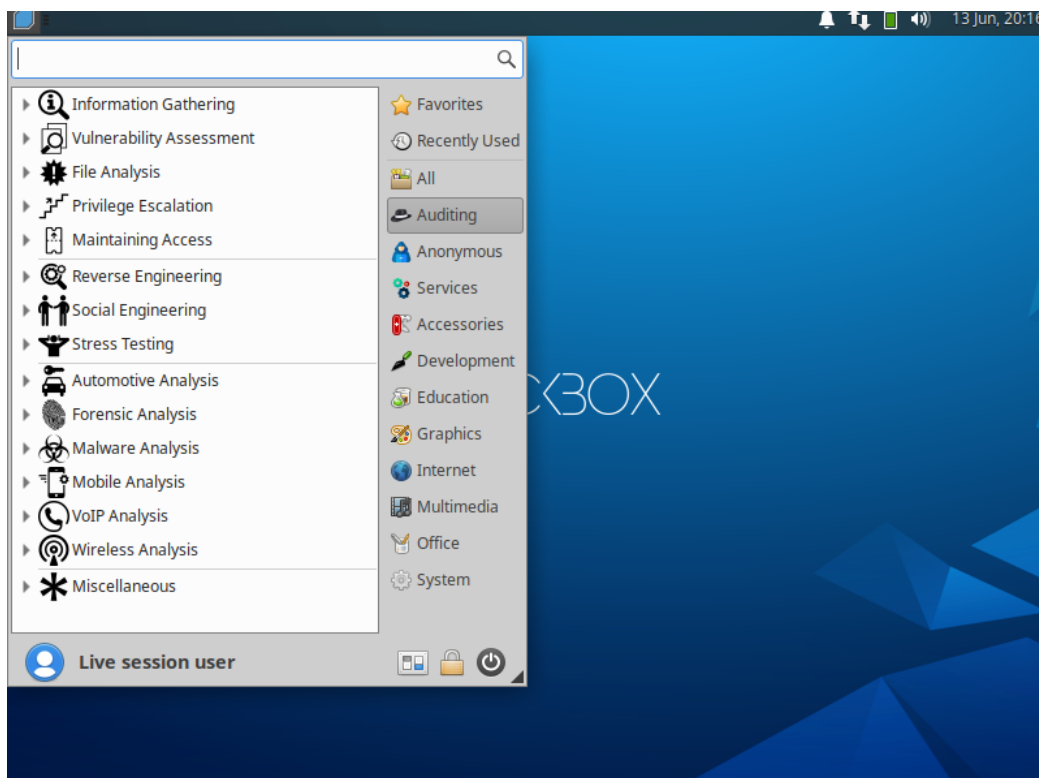 13 Jun, 20:16
Information Gathering
Vulnerability Assessment
File Analysis
Privilege Escalation
Maintaining Access
Reverse Engineering
Social Engineering
Stress Testing
Automotive Analysis
Forensic Analysis
Malware Analysis
Mobile Analysis
VoIP Analysis
Wireless Analysis
Miscellaneous
Favorites
Recently Used
All
Auditing
Anonymous
Services
Accessories
Development
Education
Graphics
Internet
Multimedia
Office
System
Live session user
CKBOX